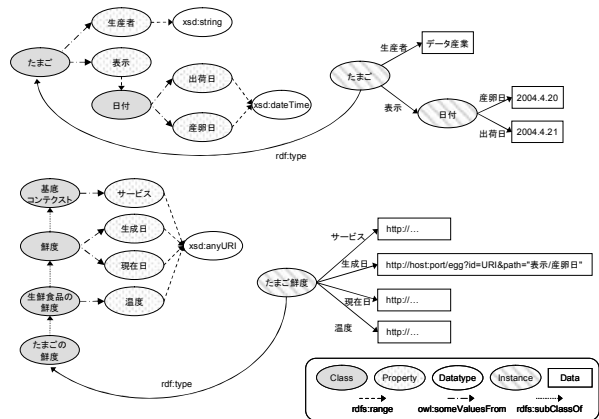 生産者
xsd:string
たまご
表示
日付
出荷日
産卵日
xsd:dateTime
rdf:type
生産者
データ産業
たまご
表示
日付
産卵日
2004.4.20
出荷日
2004.4.21
基底
コンテクスト
サービス
鮮度
生成日
現在日
xsd:anyURI
生鮮食品の
鮮度
温度
たまごの
鮮度
rdf:type
たまご鮮度
サービス
http://…
生成日
http://host:port/egg?id=URI&path="表示/産卵日"
現在日
http://…
温度
http://…
Class
Property
Datatype
Instance
Data
rdfs:range
owl:someValuesFrom
rdfs:subClassOf